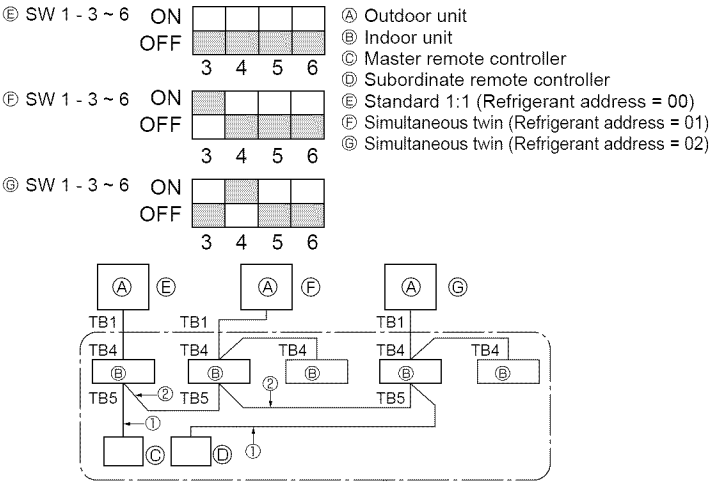 Ⓔ SW 1 - 3 ~ 6 ON
OFF
3 4 5 6
Ⓕ SW 1 - 3 ~ 6 ON
OFF
3 4 5 6
Ⓖ SW 1 - 3 ~ 6 ON
OFF
3 4 5 6
Ⓐ Outdoor unit
Ⓑ Indoor unit
Ⓒ Master remote controller
Ⓓ Subordinate remote controller
Ⓔ Standard 1:1 (Refrigerant address = 00)
Ⓕ Simultaneous twin (Refrigerant address = 01)
Ⓖ Simultaneous twin (Refrigerant address = 02)
Ⓐ Ⓔ Ⓐ Ⓕ Ⓐ Ⓖ
TB1 TB1 TB1
TB4 TB4 TB4 TB4 TB4
Ⓑ Ⓑ Ⓑ Ⓑ Ⓑ
② ②
TB5 TB5 TB5
① ①
Ⓒ Ⓓ